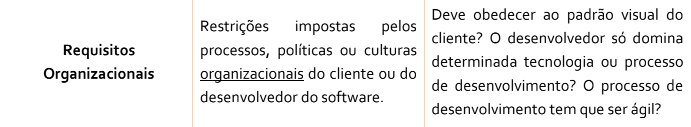 Requisitos
Organizacionais
Restrições impostas pelos
processos, políticas ou culturas
organizacionais do cliente ou do
desenvolvedor do software.
Deve obedecer ao padrão visual do
cliente? O desenvolvedor só domina
determinada tecnologia ou processo
de desenvolvimento? O processo de
desenvolvimento tem que ser ágil?